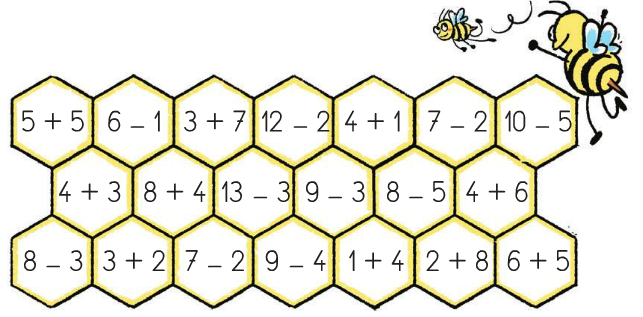 5 + 5 6 – 1 3 + 7 12 – 2 4 + 1 7 – 2 10 – 5
4 + 3 8 + 4 13 – 3 9 – 3 8 – 5 4 + 6
8 – 3 3 + 2 7 – 2 9 – 4 1 + 4 2 + 8 6 + 5